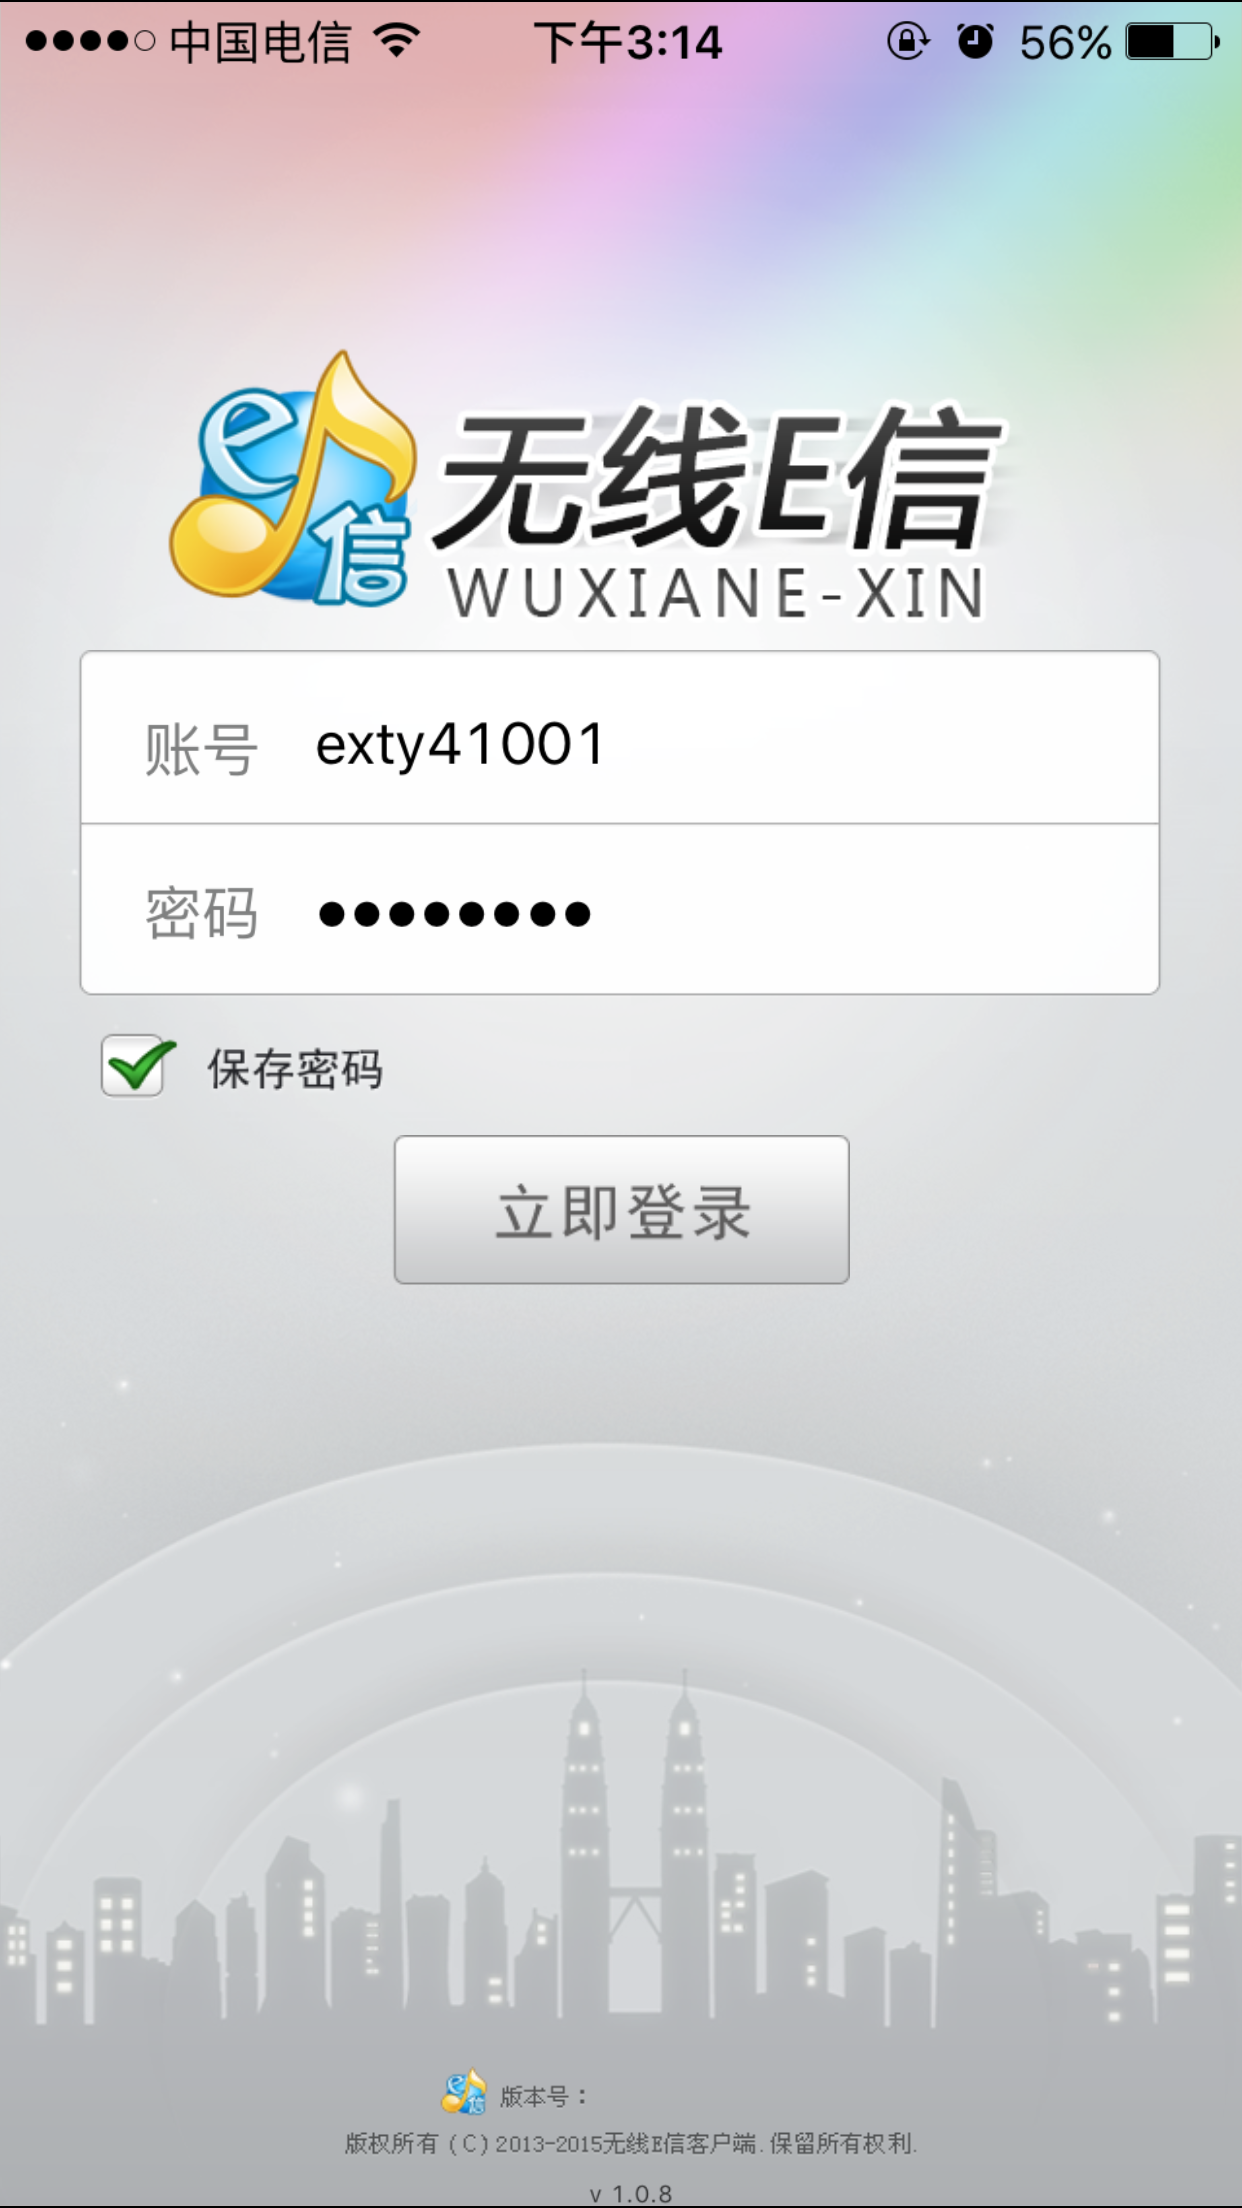 中国电信 下午3:14 56%
e信
无线E信
WUXIANE-XIN
账号 exty41001
密码 ●●●●●●●●
保存密码
立即登录
e信 版本号：
版权所有 (C) 2013-2015无线E信客户端.保留所有权利.
v 1.0.8